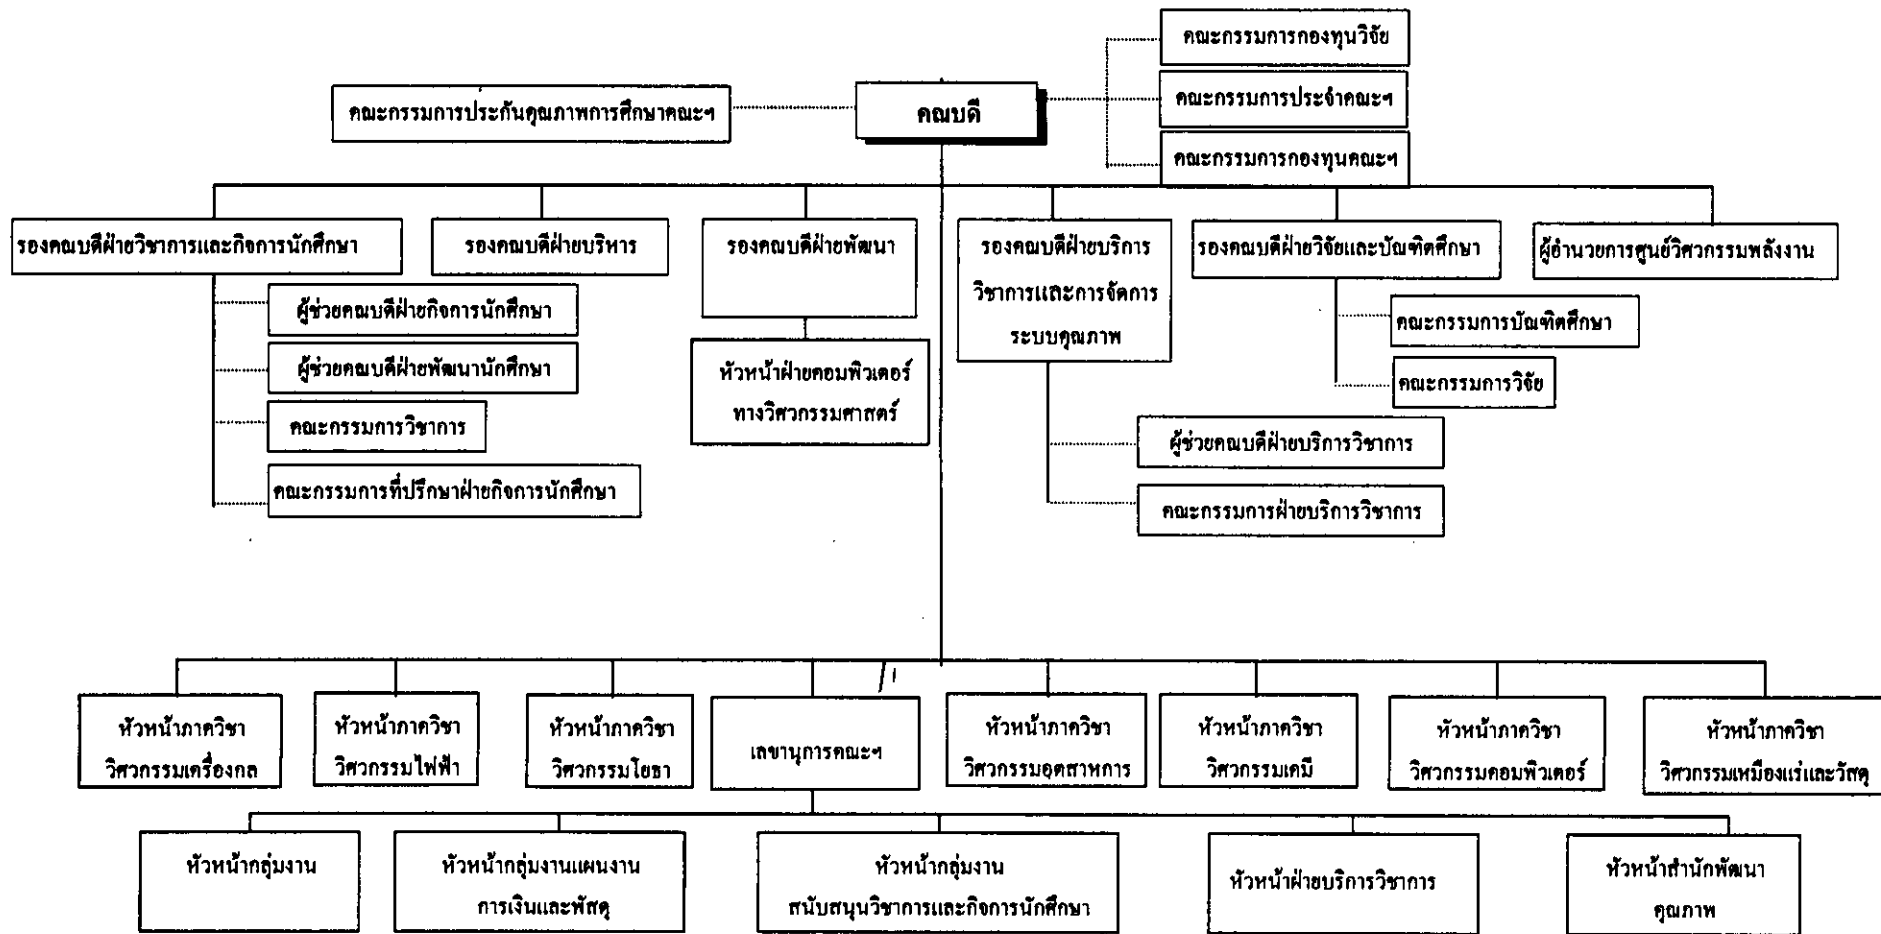 คณะกรรมการกองทุนวิจัย
คณะกรรมการประกันคุณภาพการศึกษาคณะฯ
คณบดี
คณะกรรมการประจำคณะฯ
คณะกรรมการกองทุนคณะฯ
รองคณบดีฝ่ายวิชาการและกิจการนักศึกษา
รองคณบดีฝ่ายบริหาร
รองคณบดีฝ่ายพัฒนา
รองคณบดีฝ่ายบริการ
วิชาการและการจัดการ
ระบบคุณภาพ
รองคณบดีฝ่ายวิจัยและบัณฑิตศึกษา
ผู้อำนวยการศูนย์วิศวกรรมพลังงาน
ผู้ช่วยคณบดีฝ่ายกิจการนักศึกษา
ผู้ช่วยคณบดีฝ่ายพัฒนานักศึกษา
คณะกรรมการวิชาการ
คณะกรรมการที่ปรึกษาฝ่ายกิจการนักศึกษา
หัวหน้าฝ่ายคอมพิวเตอร์
ทางวิศวกรรมศาสตร์
คณะกรรมการบัณฑิตศึกษา
คณะกรรมการวิจัย
ผู้ช่วยคณบดีฝ่ายบริการวิชาการ
คณะกรรมการฝ่ายบริการวิชาการ
หัวหน้าภาควิชา
วิศวกรรมเครื่องกล
หัวหน้าภาควิชา
วิศวกรรมไฟฟ้า
หัวหน้าภาควิชา
วิศวกรรมโยธา
เลขานุการคณะฯ
หัวหน้าภาควิชา
วิศวกรรมอุตสาหการ
หัวหน้าภาควิชา
วิศวกรรมเคมี
หัวหน้าภาควิชา
วิศวกรรมคอมพิวเตอร์
หัวหน้าภาควิชา
วิศวกรรมเหมืองแร่และวัสดุ
หัวหน้ากลุ่มงาน
หัวหน้ากลุ่มงานแผนงาน
การเงินและพัสดุ
หัวหน้ากลุ่มงาน
สนับสนุนวิชาการและกิจการนักศึกษา
หัวหน้าฝ่ายบริการวิชาการ
หัวหน้าสำนักพัฒนา
คุณภาพ